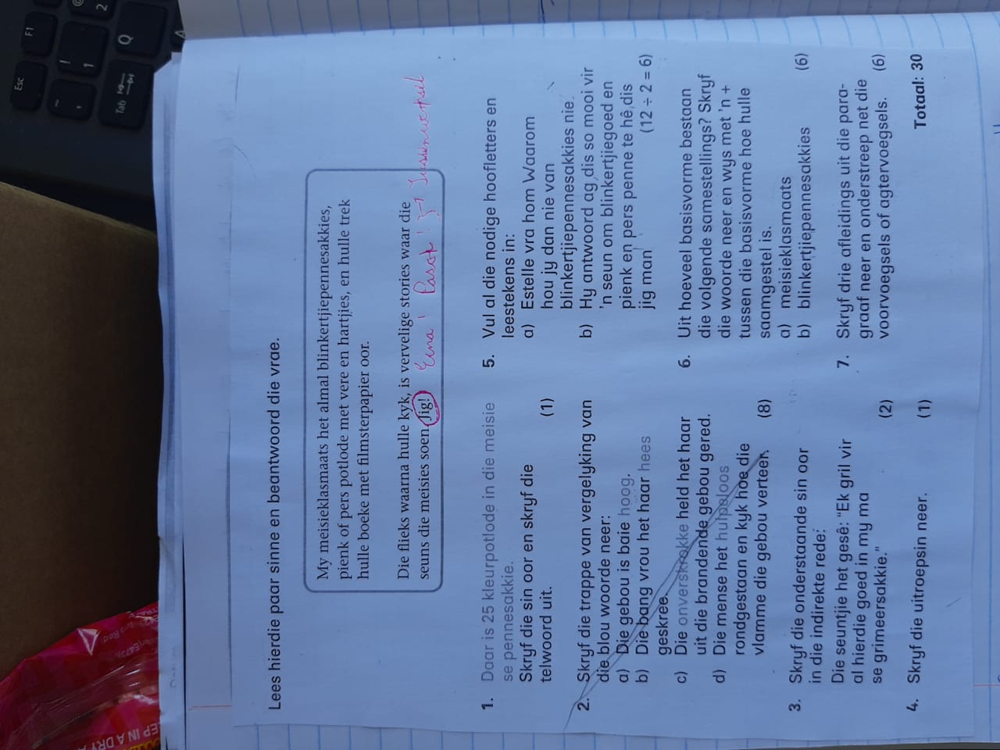 Lees hierdie paar sinne en beantwoord die vrae.
My meisieklasmaats het almal blinkertjiepennesakkies,
pienk of pers potlode met vere en hartjies, en hulle trek
hulle boeke met filmsterpapier oor.
Die flieks waarna hulle kyk, is vervelige stories waar die
seuns die meisies soen. Jig!
Eina! Pasop! Tussenwerpsel
1. Daar is 25 kleurpotlode in die meisie
se pennesakkie.
Skryf die sin oor en skryf die
telwoord uit. (1)
2. Skryf die trappe van vergelyking van
die blou woorde neer:
a) Die gebou is baie hoog.
b) Die bang vrou het haar hees
geskree.
c) Die onverskrokke held het haar
uit die brandende gebou gered.
d) Die mense het hulpeloos
rondgestaan en kyk hoe die
vlamme die gebou verteer. (8)
3. Skryf die onderstaande sin oor
in die indirekte rede:
Die seuntjie het gesê: “Ek gril vir
al hierdie goed in my ma
se grimeersakkie.” (2)
4. Skryf die uitroepsin neer. (1)
5. Vul al die nodige hoofletters en
leestekens in:
a) Estelle vra hom Waarom
hou jy dan nie van
blinkertjiepennesakkies nie
b) Hy antwoord ag dis so mooi vir
’n seun om blinkertjiegoed en
pienk en pers penne te hê dis
jig man (12 ÷ 2 = 6)
6. Uit hoeveel basisvorme bestaan
die volgende samestellings? Skryf
die woorde neer en wys met ’n +
tussen die basisvorme hoe hulle
saamgestel is.
a) meisieklasmaats
b) blinkertjiepennesakkies (6)
7. Skryf drie afleidings uit die para-
graaf neer en onderstreep net die
voorvoegsels of agtervoegsels. (6)
Totaal: 30
Esc
F1
~
!
1
2
@
Tab
Q
A
EP IN A DRY